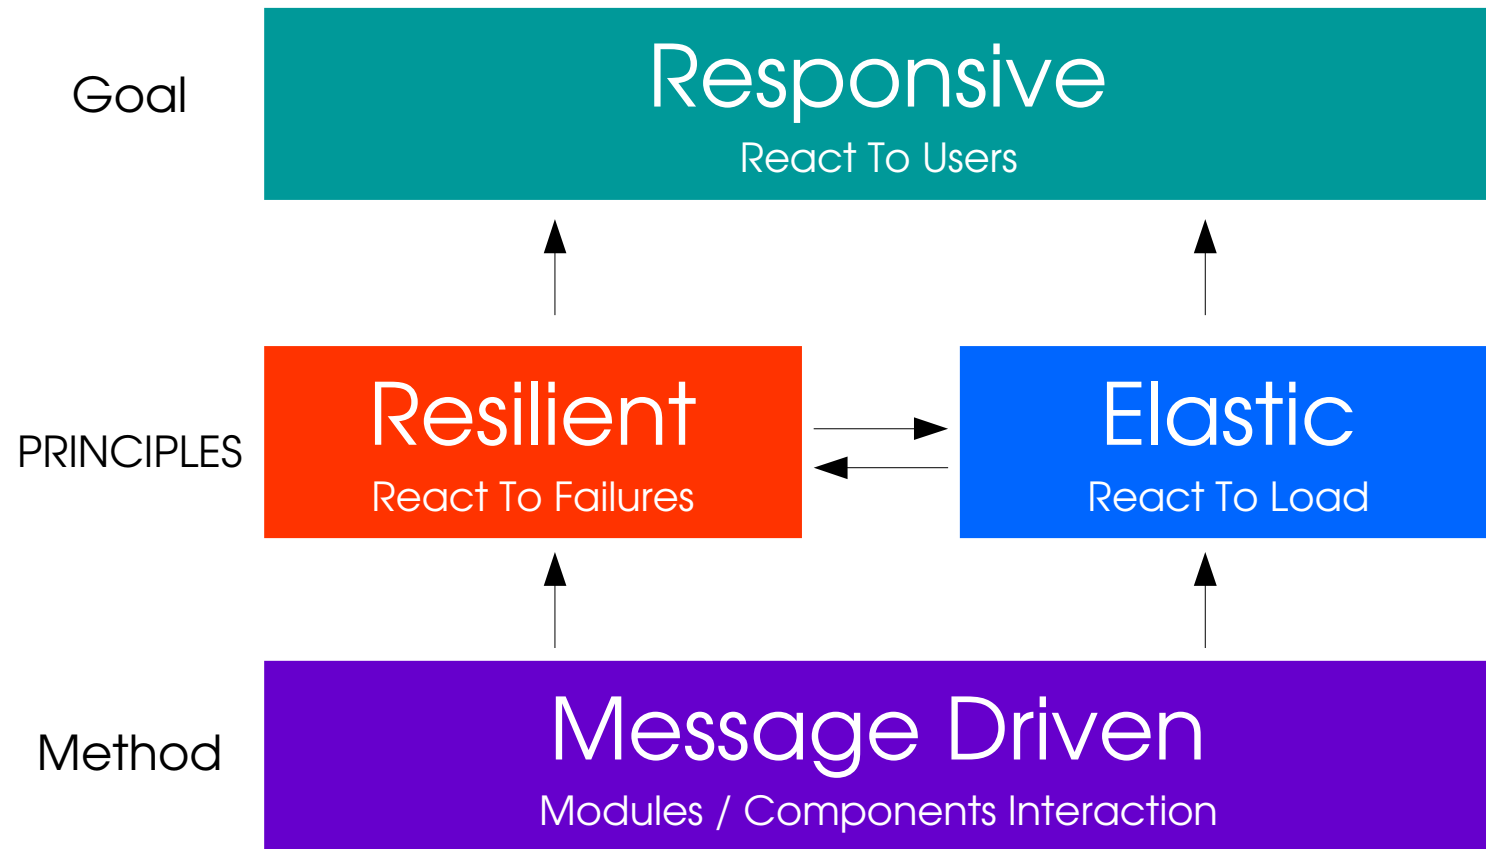 Goal
Responsive
React To Users
PRINCIPLES
Resilient
React To Failures
Elastic
React To Load
Method
Message Driven
Modules / Components Interaction